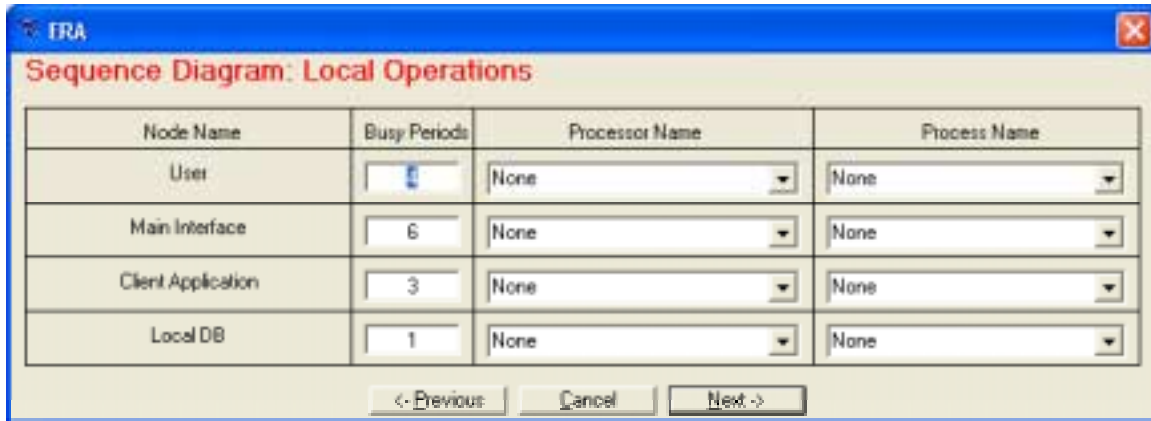 ERA
Sequence Diagram: Local Operations
Node Name Busy Periods Processor Name Process Name
User 4 None None
Main Interface 6 None None
Client Application 3 None None
Local DB 1 None None
<- Previous Cancel Next ->